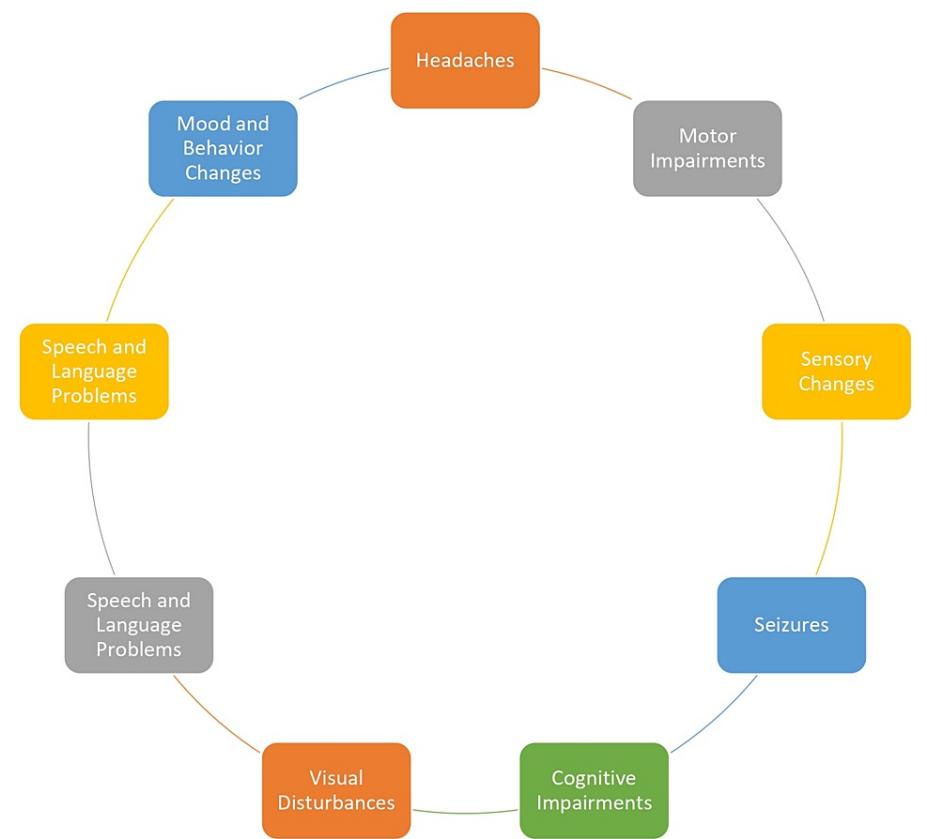 Headaches
Motor
Impairments
Sensory
Changes
Seizures
Cognitive
Impairments
Visual
Disturbances
Speech and
Language
Problems
Speech and
Language
Problems
Mood and
Behavior
Changes